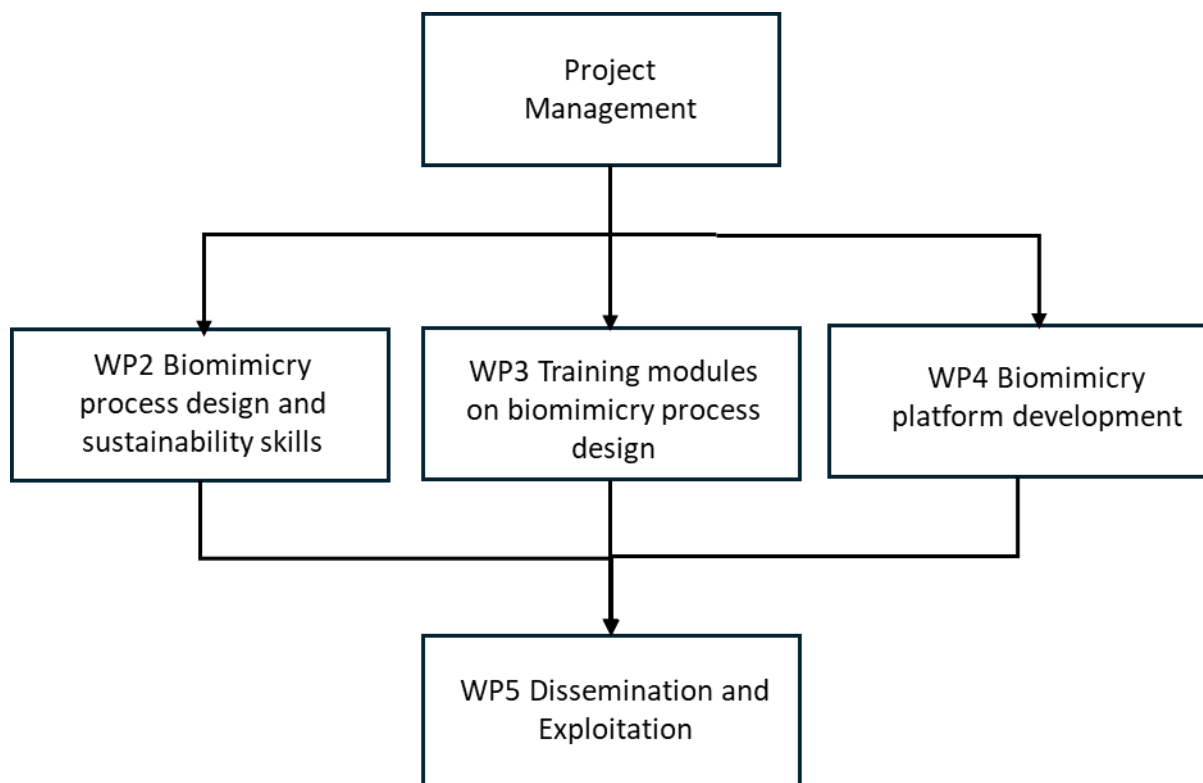 Project
Management
WP2 Biomimicry
process design and
sustainability skills
WP3 Training modules
on biomimicry process
design
WP4 Biomimicry
platform development
WP5 Dissemination and
Exploitation